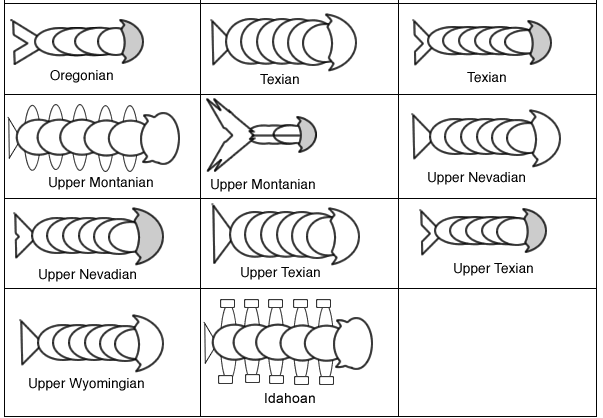 Oregonian
Texian
Texian
Upper Montanian
Upper Montanian
Upper Nevadian
Upper Nevadian
Upper Texian
Upper Texian
Upper Wyomingian
Idahoan